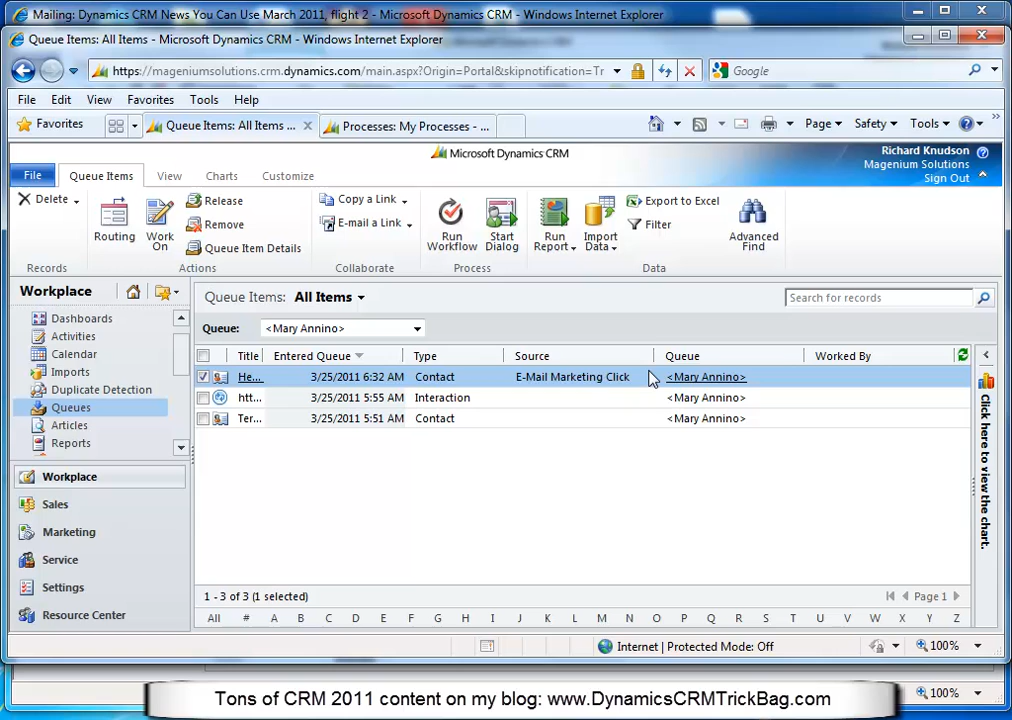 Mailing: Dynamics CRM News You Can Use March 2011, flight 2 - Microsoft Dynamics CRM - Windows Internet Explorer
Queue Items: All Items - Microsoft Dynamics CRM - Windows Internet Explorer
https://mageniumsolutions.crm.dynamics.com/main.aspx?Origin=Portal&skipnotification=Tr
Google
File Edit View Favorites Tools Help
Favorites Queue Items: All Items ... Processes: My Processes - ... Page Safety Tools
Microsoft Dynamics CRM
Richard Knudson
Magenium Solutions
Sign Out
File Queue Items View Charts Customize
Delete
Routing
Work On
Release
Remove
Queue Item Details
Copy a Link
E-mail a Link
Run Workflow
Start Dialog
Run Report
Import Data
Export to Excel
Filter
Advanced Find
Records Actions Collaborate Process Data
Workplace
Dashboards
Activities
Calendar
Imports
Duplicate Detection
Queues
Articles
Reports
Workplace
Sales
Marketing
Service
Settings
Resource Center
Queue Items: All Items
Search for records
Queue: <Mary Annino>
Title Entered Queue Type Source Queue Worked By
He... 3/25/2011 6:32 AM Contact E-Mail Marketing Click <Mary Annino>
htt... 3/25/2011 5:55 AM Interaction <Mary Annino>
Ter... 3/25/2011 5:51 AM Contact <Mary Annino>
Click here to view the chart.
1 - 3 of 3 (1 selected) Page 1
All # A B C D E F G H I J K L M N O P Q R S T U V W X Y Z
Internet | Protected Mode: Off 100%
100%
Tons of CRM 2011 content on my blog: www.DynamicsCRMTrickBag.com